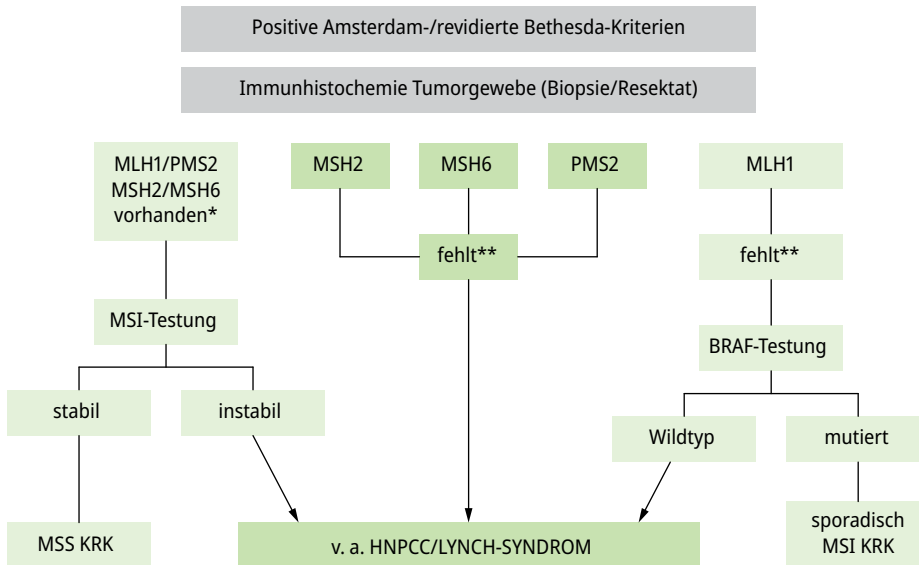 Positive Amsterdam-/revidierte Bethesda-Kriterien
Immunhistochemie Tumorgewebe (Biopsie/Resektat)
MLH1/PMS2
MSH2/MSH6
vorhanden*
MSH2
MSH6
PMS2
MLH1
fehlt**
fehlt**
MSI-Testung
BRAF-Testung
stabil
instabil
Wildtyp
mutiert
MSS KRK
v. a. HNPCC/LYNCH-SYNDROM
sporadisch
MSI KRK